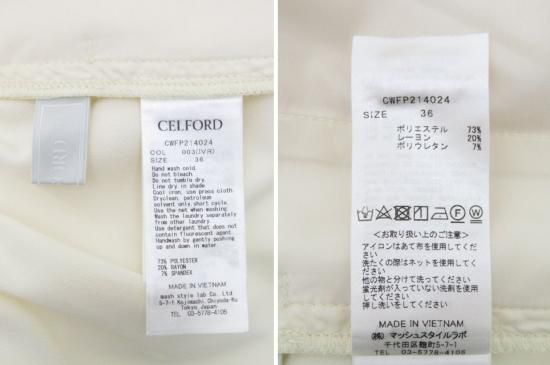 ORD
CELFORD
CWFP214024
COL 003(IVR)
SIZE 36
Hand wash cold.
Do not bleach.
Do not tumble dry.
Line dry in shade.
Cool iron, use press cloth.
Dryclean, petroleum
solvent only, short cycle.
Use the net when washing
Wash the laundry separately
from other laundry.
Use detergent that does not
contain fluorescent agent.
Handwash by gently pushing
up and down in water.
73% POLYESTER
20% RAYON
7% SPANDEX
MADE IN VIETNAM
mash style lab Co. Ltd
5-7-1 Kojimachi, Chiyoda-Ku
Tokyo Japan
TEL 03-5778-4106
CWFP214024
SIZE 36
ポリエステル 73%
レーヨン 20%
ポリウレタン 7%
<お取り扱い上のご注意>
アイロンはあて布を使用してくだ
さい
洗たくの際はネットを使用してく
ださい
他の物と分けて洗ってください
蛍光剤が入っていない洗剤を使用
してください
押し洗いをしてください
MADE IN VIETNAM
(株) マッシュスタイルラボ
千代田区麹町5-7-1
TEL 03-5778-4106